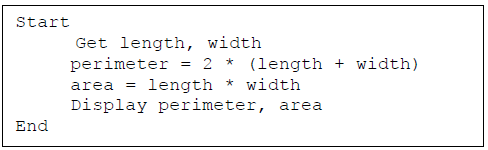 Start
Get length, width
perimeter = 2 * (length + width)
area = length * width
Display perimeter, area
End